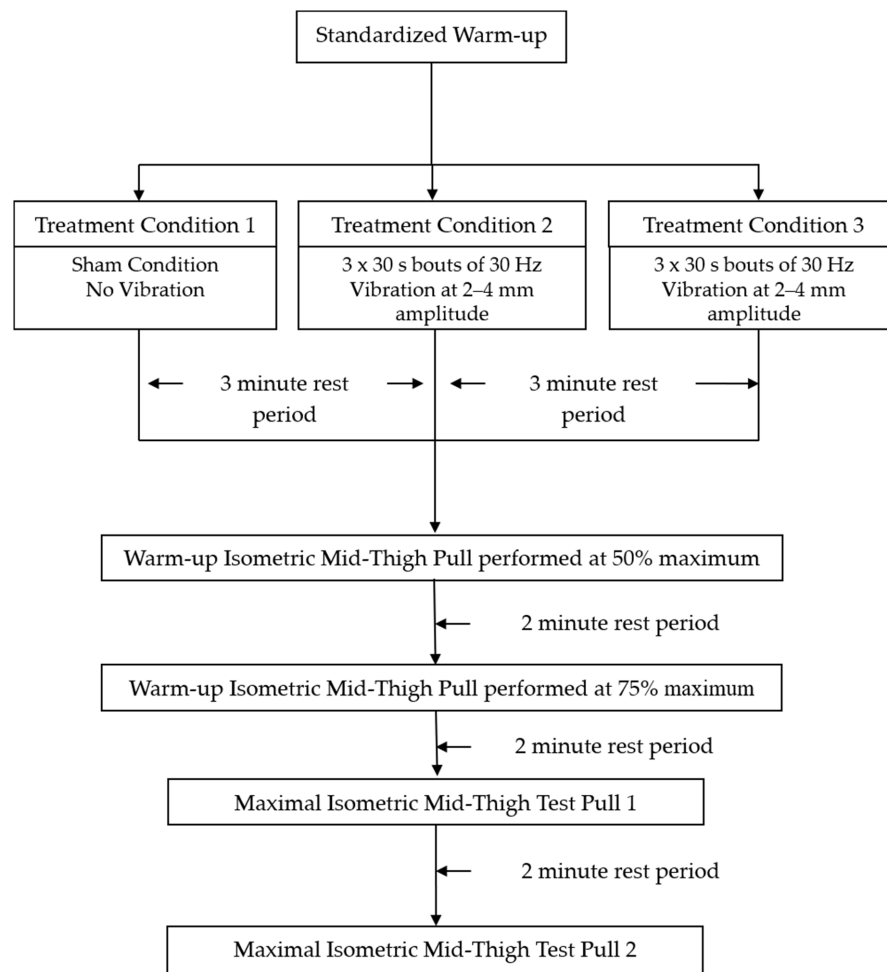 Standardized Warm-up
Treatment Condition 1
Sham Condition
No Vibration
Treatment Condition 2
3 x 30 s bouts of 30 Hz
Vibration at 2–4 mm
amplitude
Treatment Condition 3
3 x 30 s bouts of 30 Hz
Vibration at 2–4 mm
amplitude
3 minute rest
period
3 minute rest
period
Warm-up Isometric Mid-Thigh Pull performed at 50% maximum
2 minute rest period
Warm-up Isometric Mid-Thigh Pull performed at 75% maximum
2 minute rest period
Maximal Isometric Mid-Thigh Test Pull 1
2 minute rest period
Maximal Isometric Mid-Thigh Test Pull 2